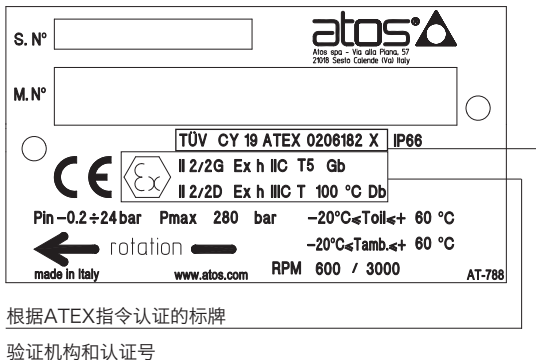 S. Nº
atos®
Atos spa - Via alla Piana, 57
21018 Sesto Calende (Va) Italy
M. Nº
TÜV CY 19 ATEX 0206182 X IP66
CE Ex II 2/2G Ex h IIC T5 Gb
II 2/2D Ex h IIIC T 100 °C Db
Pin -0.2÷24 bar Pmax 280 bar -20°C≤Toil≤+ 60 °C
rotation -20°C≤Tamb.≤+ 60 °C
made in Italy www.atos.com RPM 600 / 3000 AT-788
根据ATEX指令认证的标牌
验证机构和认证号